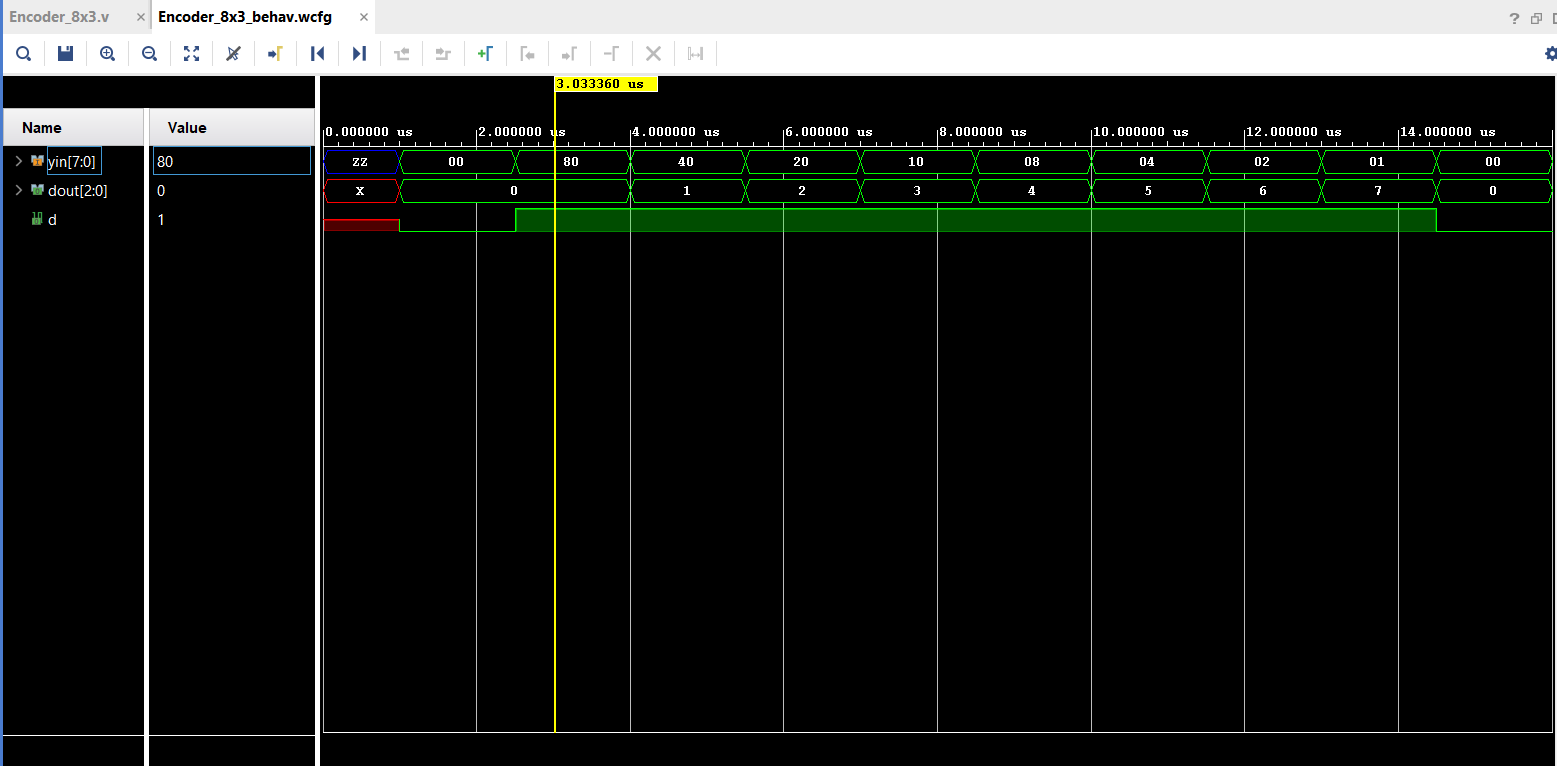 Encoder_8x3.v × Encoder_8x3_behav.wcfg ×
?
3.033360 us
Name Value
0.000000 us 2.000000 us 4.000000 us 6.000000 us 8.000000 us 10.000000 us 12.000000 us 14.000000 us
yin[7:0] 80 ZZ 00 80 40 20 10 08 04 02 01 00
dout[2:0] 0 X 0 1 2 3 4 5 6 7 0
d 1